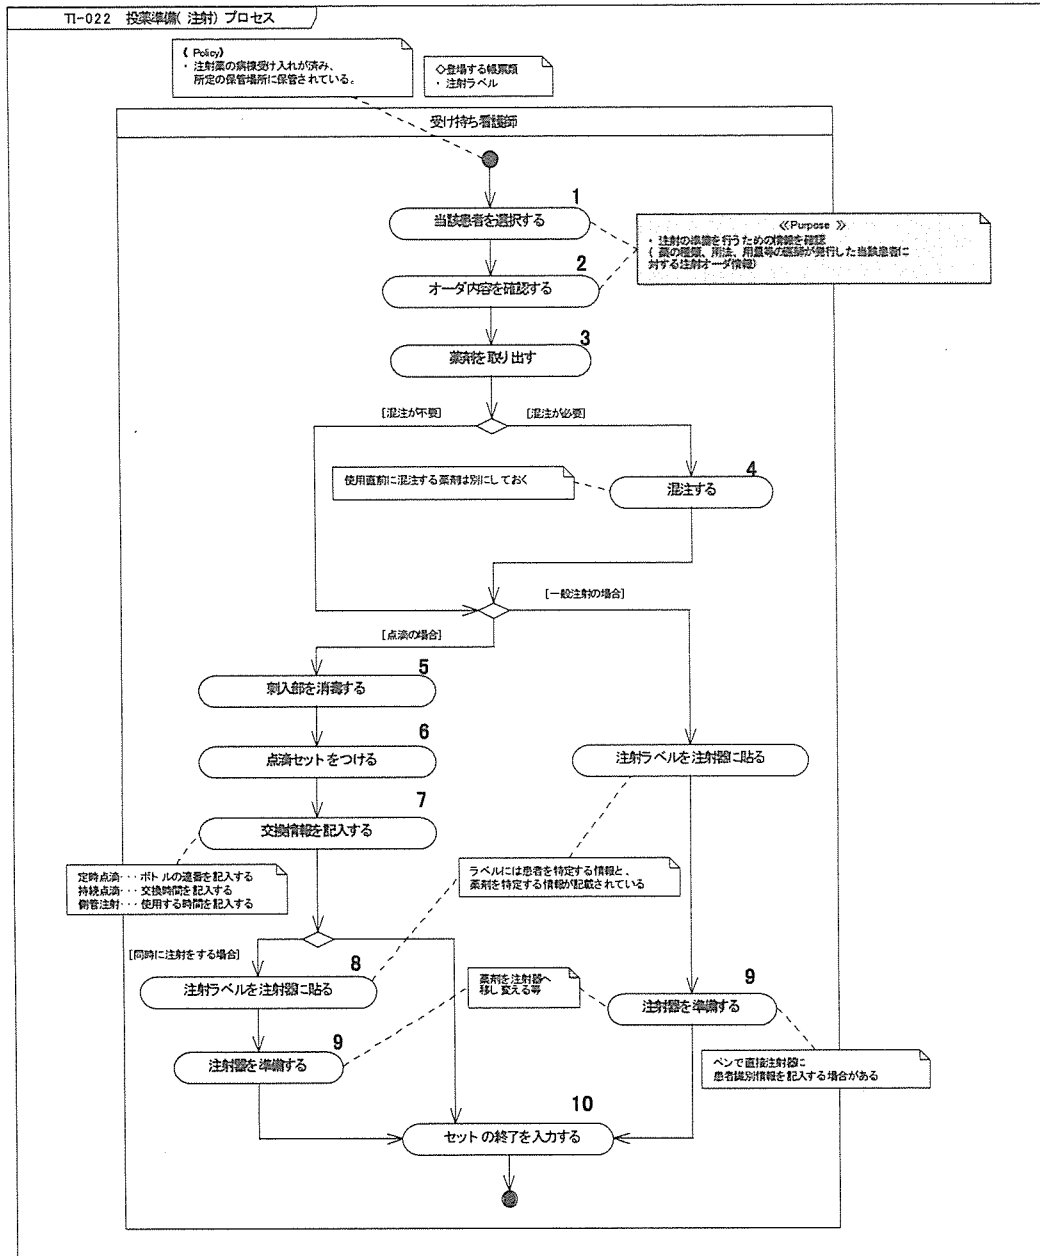 TI-022 投薬準備(注射)プロセス
《 Policy》
・ 注射薬の病棟受け入れが済み、
所定の保管場所に保管されている。
◇登場する帳票類
・ 注射ラベル
受け持ち看護師
1
当該患者を選択する
≪Purpose ≫
・ 注射の準備を行うための情報を確認
( 薬の種類、用法、用量等の医師が発行した当該患者に
対する注射オーダ情報)
2
オーダ内容を確認する
3
薬剤を取り出す
[混注が不要]
[混注が必要]
使用直前に混注する薬剤は別にしておく
4
混注する
[一般注射の場合]
[点滴の場合]
5
刺入部を消毒する
6
点滴セットをつける
注射ラベルを注射器に貼る
7
交換情報を記入する
定時点滴・・・ボトルの連番を記入する
持続点滴・・・交換時間を記入する
側管注射・・・使用する時間を記入する
ラベルには患者を特定する情報と、
薬剤を特定する情報が記載されている
[同時に注射をする場合]
8
注射ラベルを注射器に貼る
薬剤を注射器へ
移し変える等
9
注射器を準備する
9
注射器を準備する
ペンで直接注射器に
患者識別情報を記入する場合がある
10
セットの終了を入力する